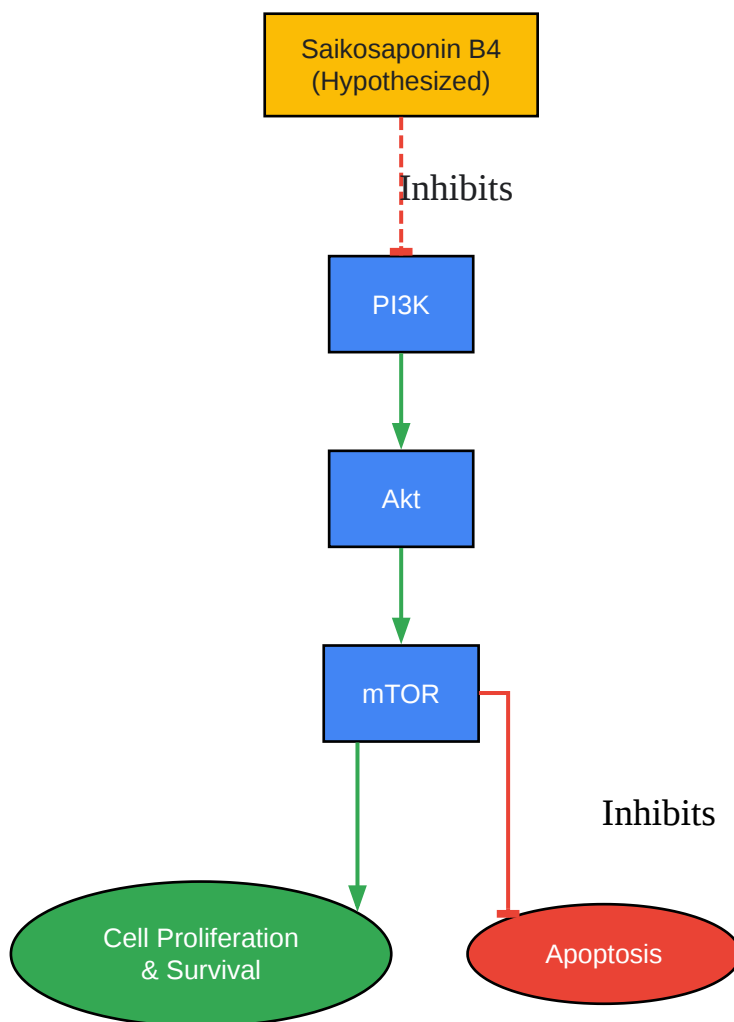 Saikosaponin B4
(Hypothesized)
Inhibits
PI3K
Akt
mTOR
Inhibits
Cell Proliferation
& Survival
Apoptosis